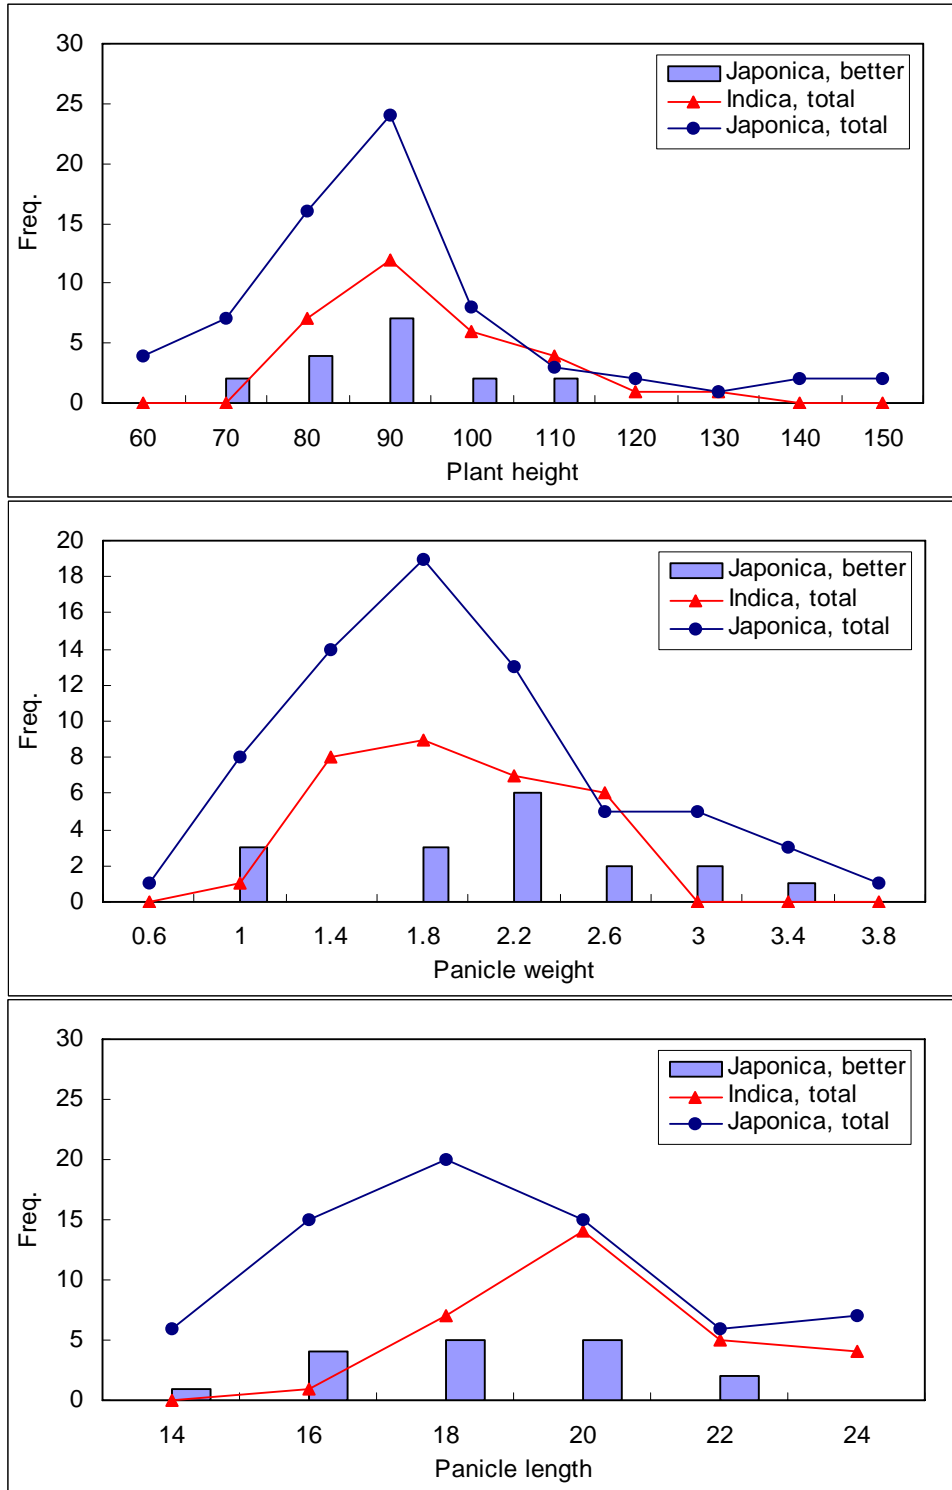 30
25
20
15
10
5
0
Freq.
Japonica, better
Indica, total
Japonica, total
60 70 80 90 100 110 120 130 140 150
Plant height
20
18
16
14
12
10
8
6
4
2
0
Freq.
Japonica, better
Indica, total
Japonica, total
0.6 1 1.4 1.8 2.2 2.6 3 3.4 3.8
Panicle weight
30
25
20
15
10
5
0
Freq.
Japonica, better
Indica, total
Japonica, total
14 16 18 20 22 24
Panicle length